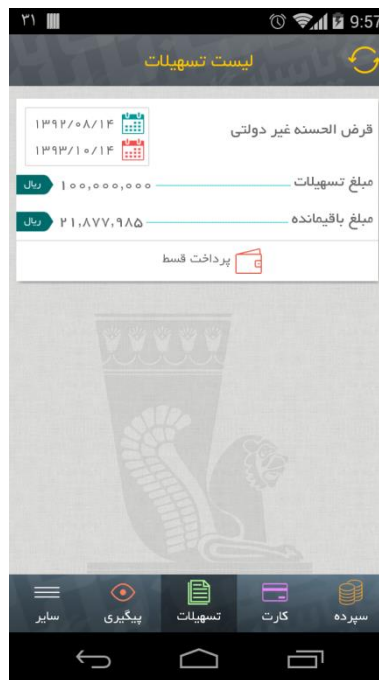 ۳۱ 9:57
لیست تسهیلات
قرض الحسنه غیر دولتی
۱۳۹۲/۰۸/۱۴
۱۳۹۳/۱۰/۱۴
مبلغ تسهیلات ۱۰۰,۰۰۰,۰۰۰ ریال
مبلغ باقیمانده ۲۱,۸۷۷,۹۸۵ ریال
پرداخت قسط
سپرده کارت تسهیلات پیگیری سایر